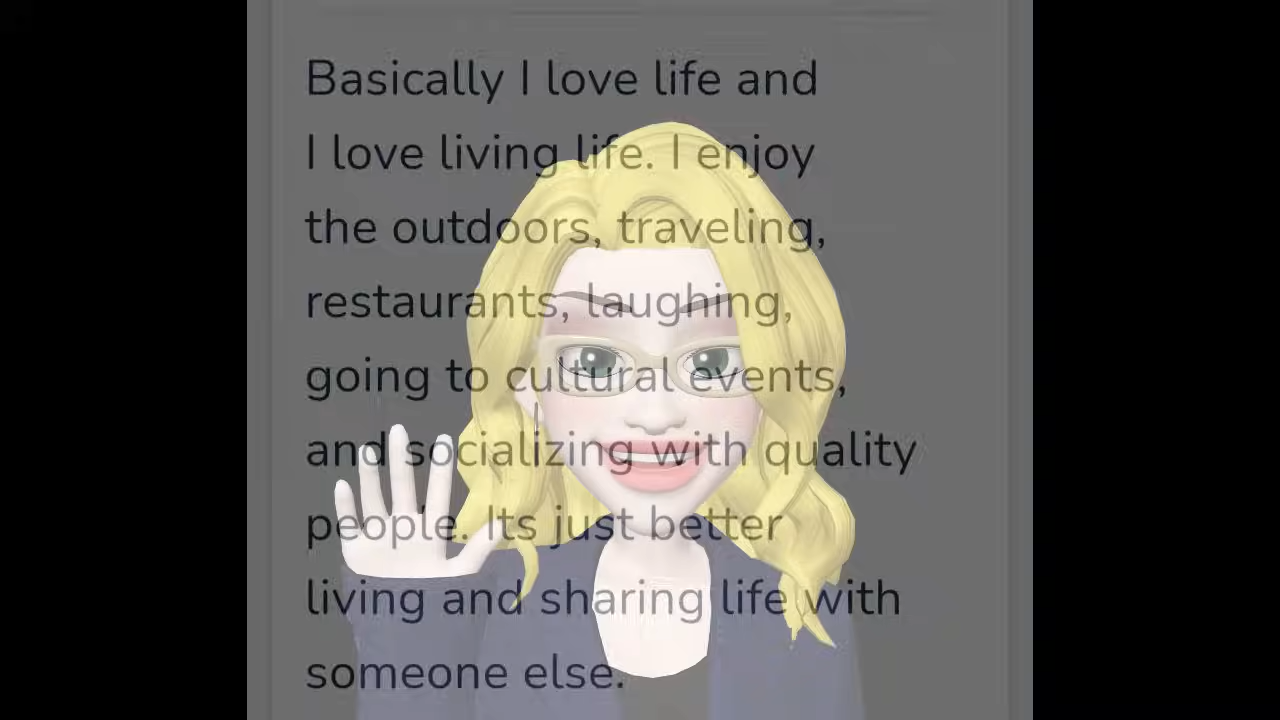 Basically I love life and
I love living life. I enjoy
the outdoors, traveling,
restaurants, laughing,
going to cultural events,
and socializing with quality
people. Its just better
living and sharing life with
someone else.